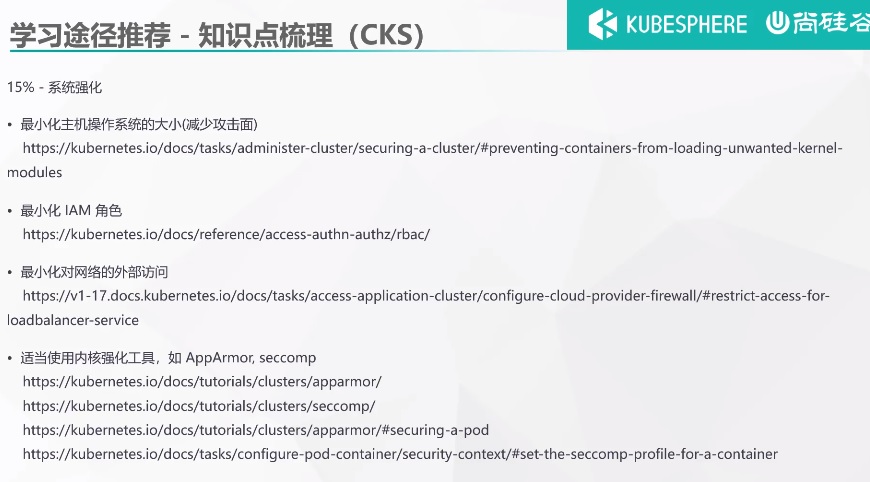 学习途径推荐 - 知识点梳理（CKS）
KUBESPHERE 尚硅谷
15% - 系统强化
• 最小化主机操作系统的大小(减少攻击面)
https://kubernetes.io/docs/tasks/administer-cluster/securing-a-cluster/#preventing-containers-from-loading-unwanted-kernel-
modules
• 最小化 IAM 角色
https://kubernetes.io/docs/reference/access-authn-authz/rbac/
• 最小化对网络的外部访问
https://v1-17.docs.kubernetes.io/docs/tasks/access-application-cluster/configure-cloud-provider-firewall/#restrict-access-for-
loadbalancer-service
• 适当使用内核强化工具，如 AppArmor, seccomp
https://kubernetes.io/docs/tutorials/clusters/apparmor/
https://kubernetes.io/docs/tutorials/clusters/seccomp/
https://kubernetes.io/docs/tutorials/clusters/apparmor/#securing-a-pod
https://kubernetes.io/docs/tasks/configure-pod-container/security-context/#set-the-seccomp-profile-for-a-container